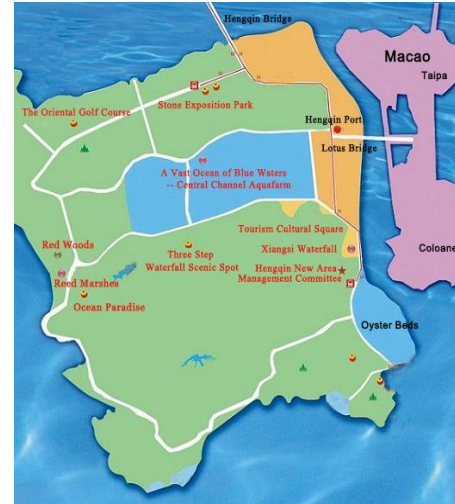 Hengqin Bridge
Macao
Taipa
Stone Exposition Park
The Oriental Golf Course
Hengqin Port
Lotus Bridge
A Vast Ocean of Blue Waters
-- Central Channel Aquafarm
Tourism Cultural Square
Xiangsi Waterfall
Coloane
Red Woods
Three Step
Waterfall Scenic Spot
Hengqin New Area
Management Committee
Reed Marshes
Ocean Paradise
Oyster Beds